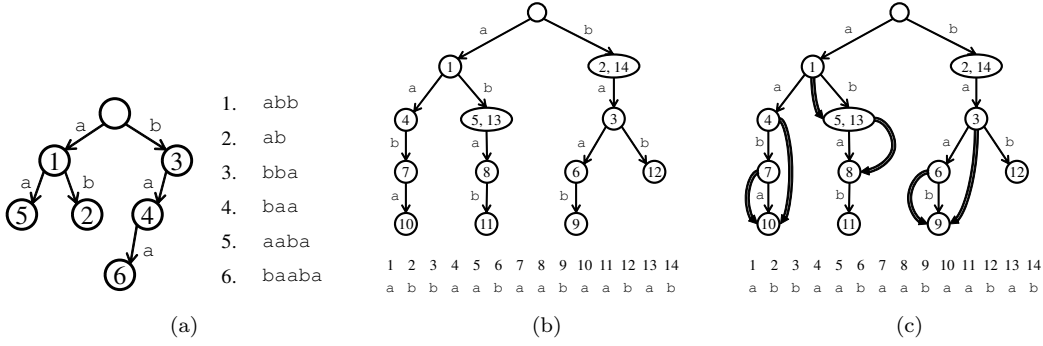 a b
1 3
a b a
5 2 4
a
6
1. abb
2. ab
3. bba
4. baa
5. aaba
6. baaba
(a)
a b
1 2, 14
a b a
4 5, 13 3
b a a b
7 8 6 12
a b b
10 11 9
1 2 3 4 5 6 7 8 9 10 11 12 13 14
a b b a a b a a b a b b a b
(b)
a b
1 2, 14
a b a
4 5, 13 3
b a a b
7 8 6 12
a b b
10 11 9
1 2 3 4 5 6 7 8 9 10 11 12 13 14
a b b a a b a a b a b b a b
(c)